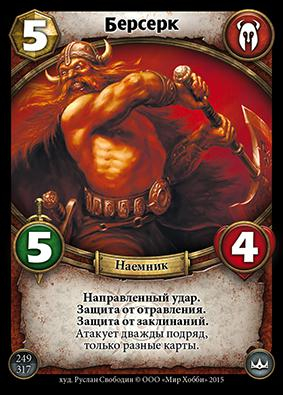 5
Берсерк
5
Наемник
4
Направленный удар.
Защита от отравления.
Защита от заклинаний.
Атакует дважды подряд,
только разные карты.
249
317
худ. Руслан Свободин © ООО «Мир Хобби» 2015